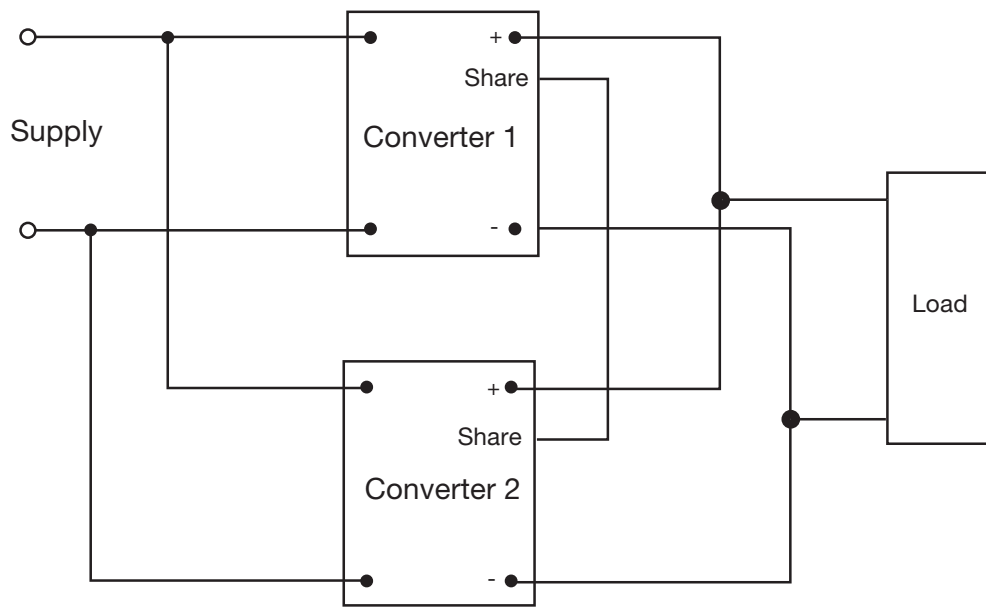 +
Share
Supply
Converter 1
-
Load
+
Share
Converter 2
-